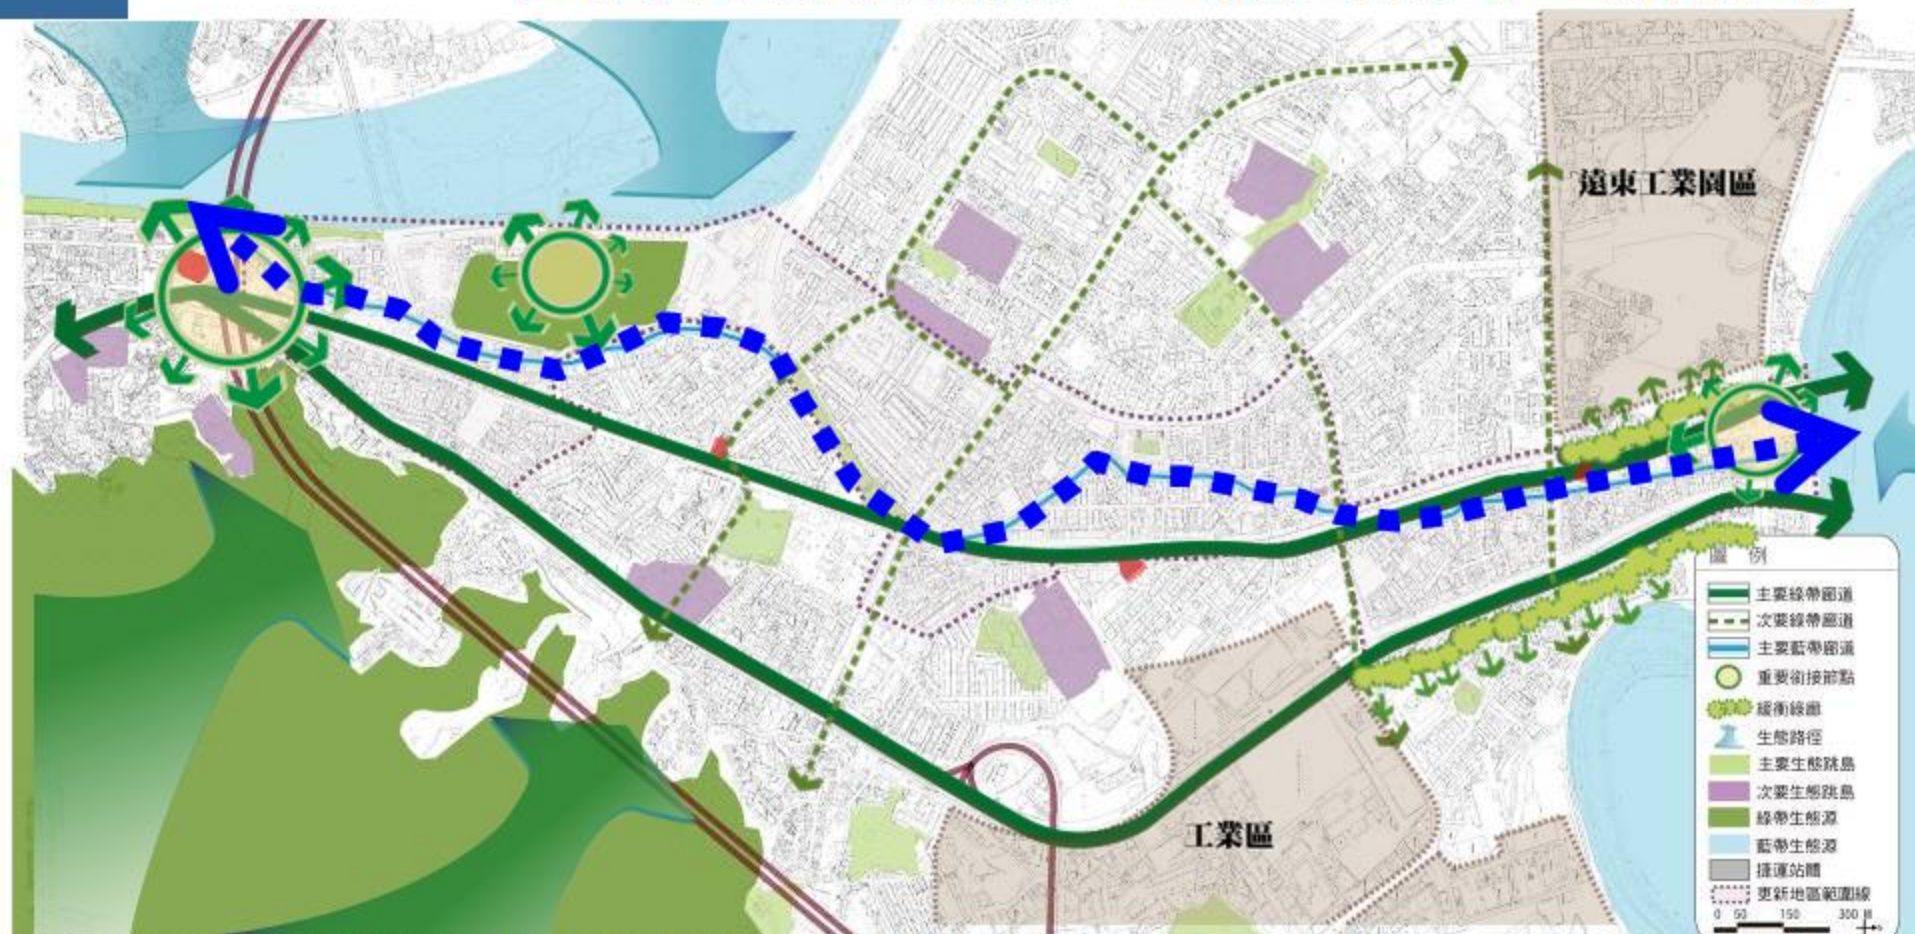 遠東工業園區
工業區
圖 例
主要綠帶廊道
次要綠帶廊道
主要藍帶廊道
重要銜接節點
緩衝綠廊
生態路徑
主要生態跳島
次要生態跳島
綠帶生態源
藍帶生態源
捷運站體
更新地區範圍線
0 50 150 300 M